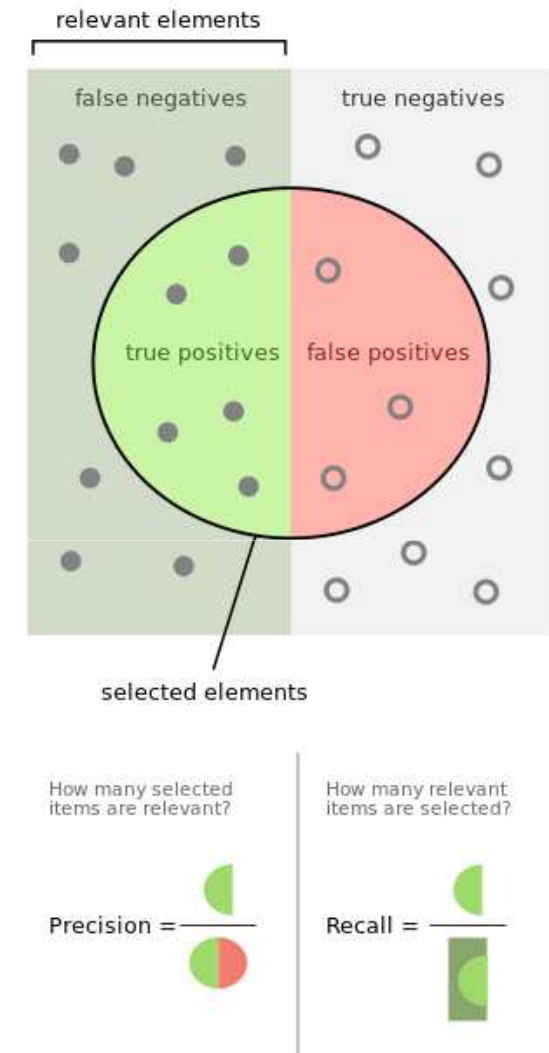 relevant elements
false negatives
true negatives
true positives
false positives
selected elements
How many selected
items are relevant?
How many relevant
items are selected?
Precision =
Recall =